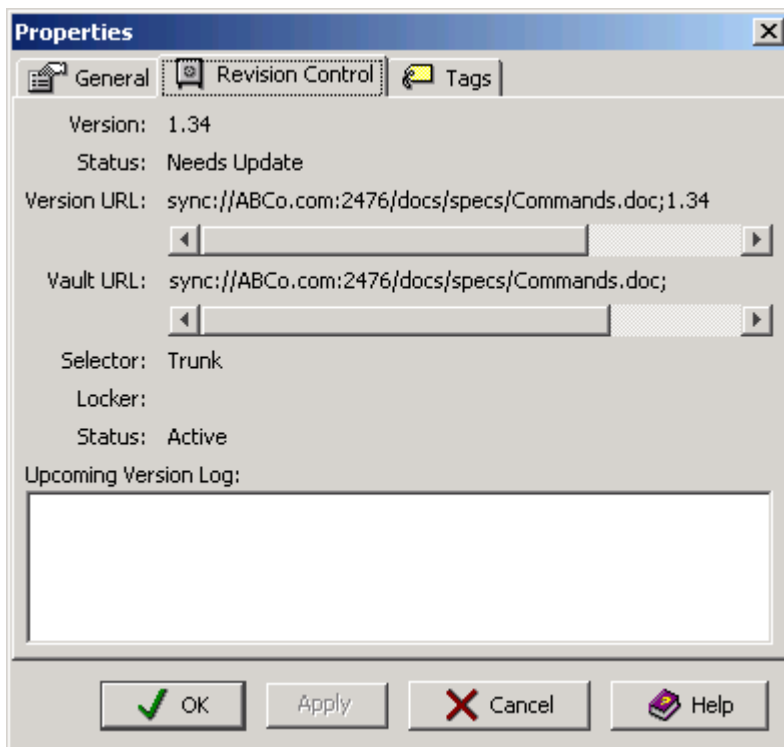 Properties
General Revision Control Tags
Version: 1.34
Status: Needs Update
Version URL: sync://ABCo.com:2476/docs/specs/Commands.doc;1.34
Vault URL: sync://ABCo.com:2476/docs/specs/Commands.doc;
Selector: Trunk
Locker:
Status: Active
Upcoming Version Log:
OK Apply Cancel Help